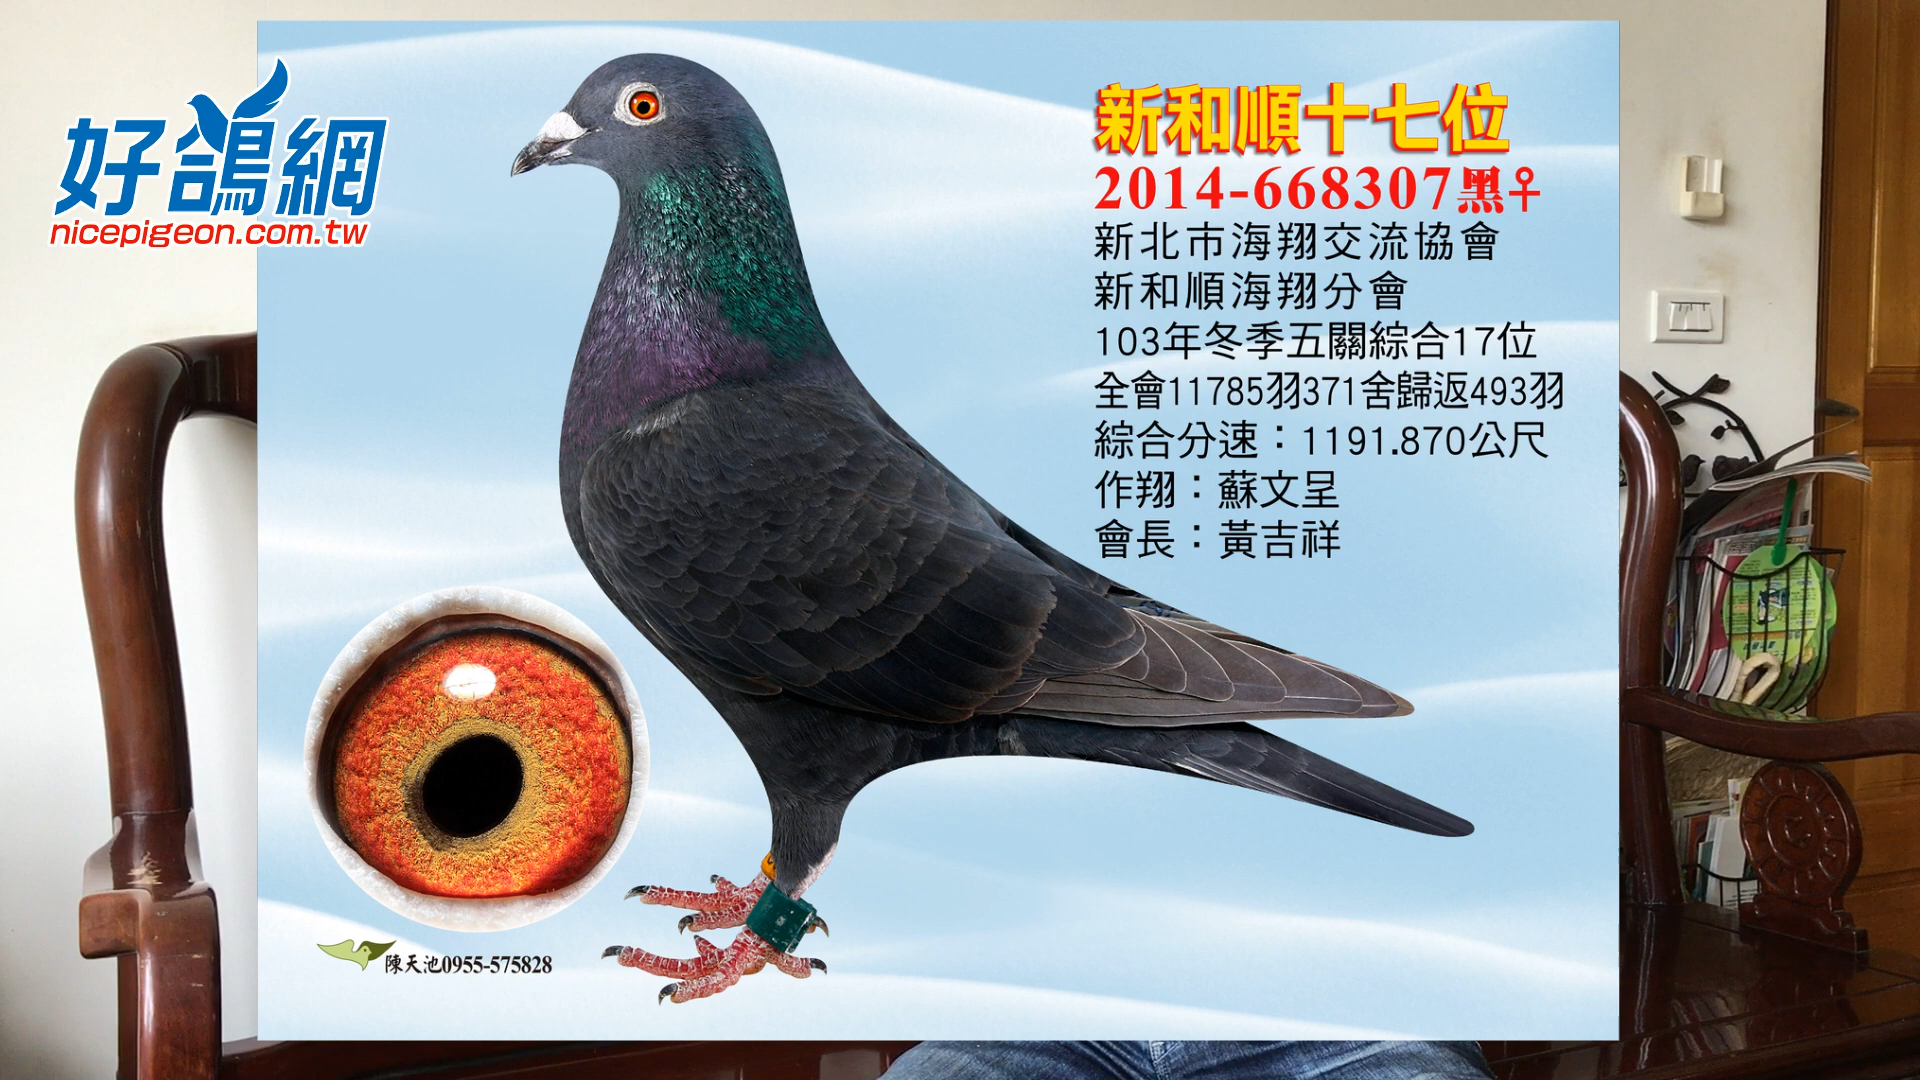 好鴿網
nicepigeon.com.tw
新和順十七位
2014-668307黑♀
新北市海翔交流協會
新和順海翔分會
103年冬季五關綜合17位
全會11785羽371舍歸返493羽
綜合分速：1191.870公尺
作翔：蘇文呈
會長：黃吉祥
陳天池0955-575828